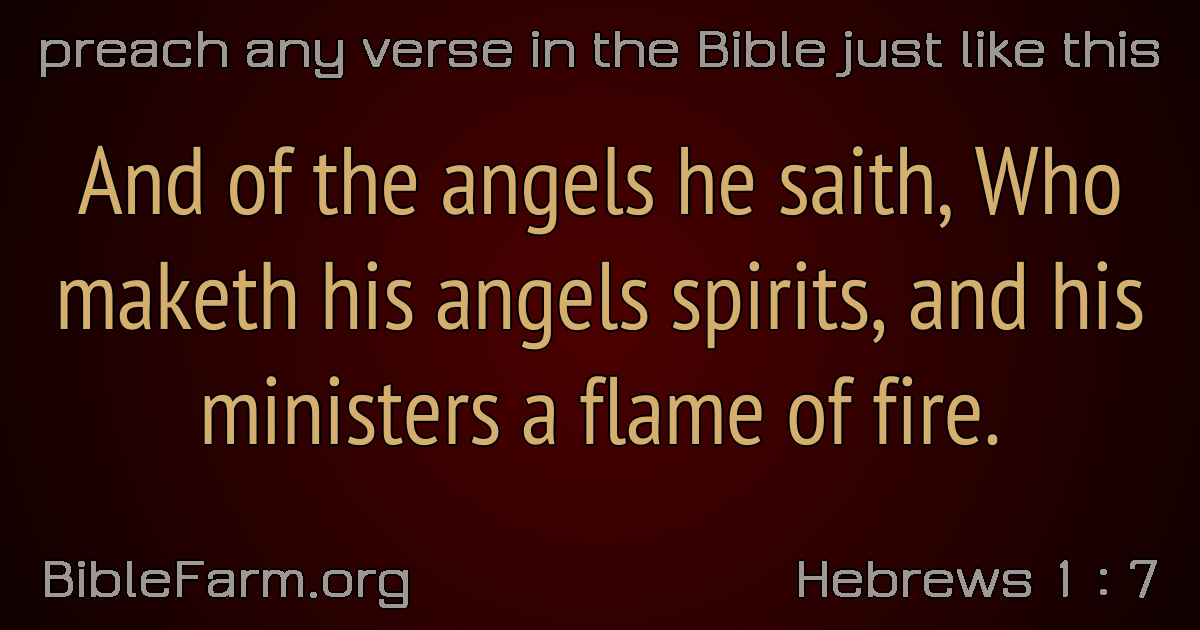 preach any verse in the Bible just like this
And of the angels he saith, Who
maketh his angels spirits, and his
ministers a flame of fire.
BibleFarm.org
Hebrews 1 : 7